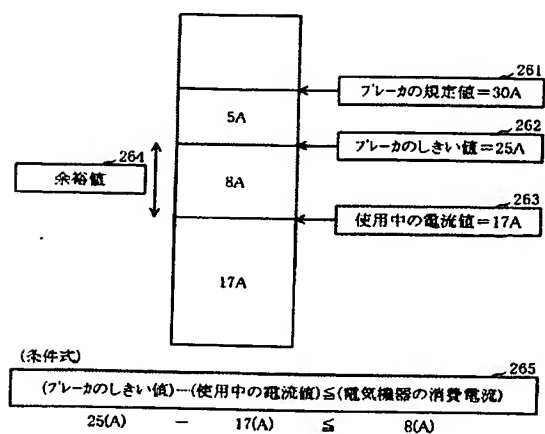 261
ブレーカの規定値=30A
5A
262
ブレーカのしきい値=25A
264
余裕値
8A
263
使用中の電流値=17A
17A
(条件式)
265
(ブレーカのしきい値)-(使用中の電流値)≦(電気機器の消費電流)
25(A) - 17(A) ≦ 8(A)